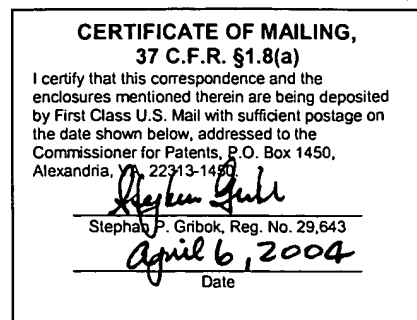 CERTIFICATE OF MAILING,
37 C.F.R. §1.8(a)
I certify that this correspondence and the
enclosures mentioned therein are being deposited
by First Class U.S. Mail with sufficient postage on
the date shown below, addressed to the
Commissioner for Patents, P.O. Box 1450,
Alexandria, VA, 22313-1450.
Stephan P. Gribok, Reg. No. 29,643
April 6, 2004
Date